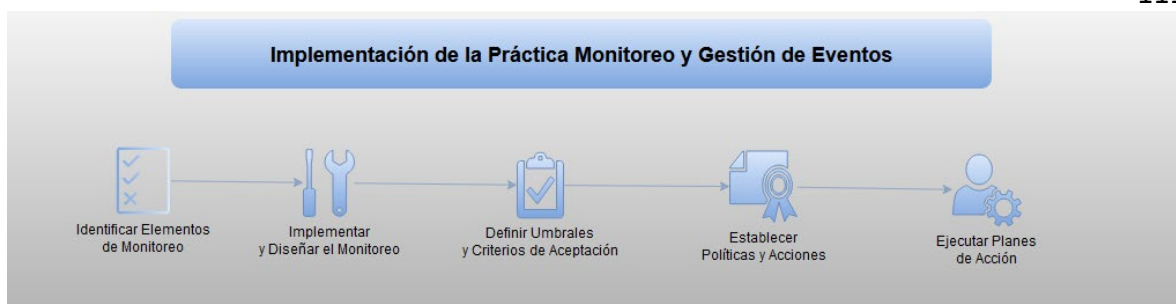 Implementación de la Práctica Monitoreo y Gestión de Eventos
Identificar Elementos
de Monitoreo
Implementar
y Diseñar el Monitoreo
Definir Umbrales
y Criterios de Aceptación
Establecer
Políticas y Acciones
Ejecutar Planes
de Acción